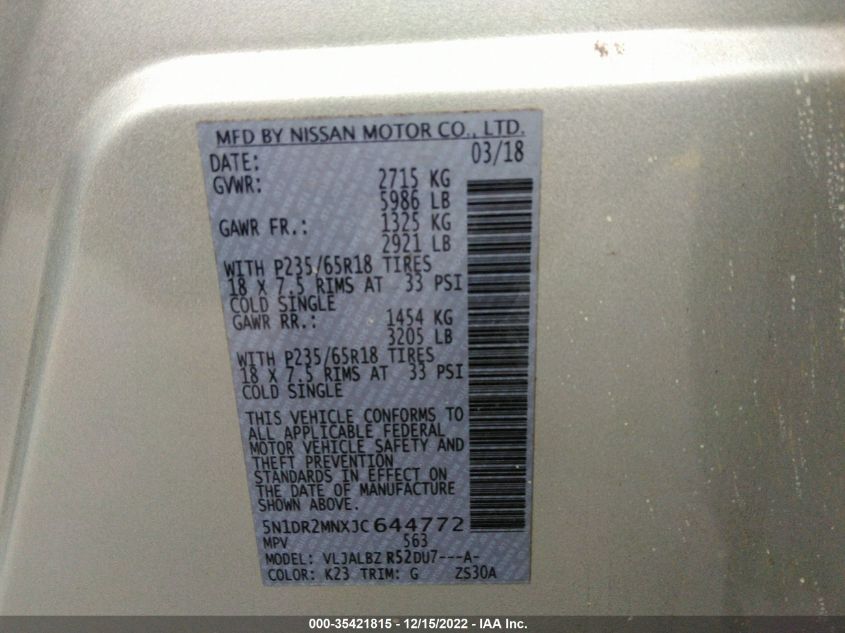 MFD BY NISSAN MOTOR CO., LTD.
DATE: 03/18
GVWR: 2715 KG
5986 LB
GAWR FR.: 1325 KG
2921 LB
WITH P235/65R18 TIRES
18 X 7.5 RIMS AT 33 PSI
COLD SINGLE
GAWR RR.: 1454 KG
3205 LB
WITH P235/65R18 TIRES
18 X 7.5 RIMS AT 33 PSI
COLD SINGLE
THIS VEHICLE CONFORMS TO
ALL APPLICABLE FEDERAL
MOTOR VEHICLE SAFETY AND
THEFT PREVENTION
STANDARDS IN EFFECT ON
THE DATE OF MANUFACTURE
SHOWN ABOVE.
5N1DR2MNXJC644772
MPV 563
MODEL: VLJALBZ R52DU7---A-
COLOR: K23 TRIM: G ZS30A
000-35421815 - 12/15/2022 - IAA Inc.